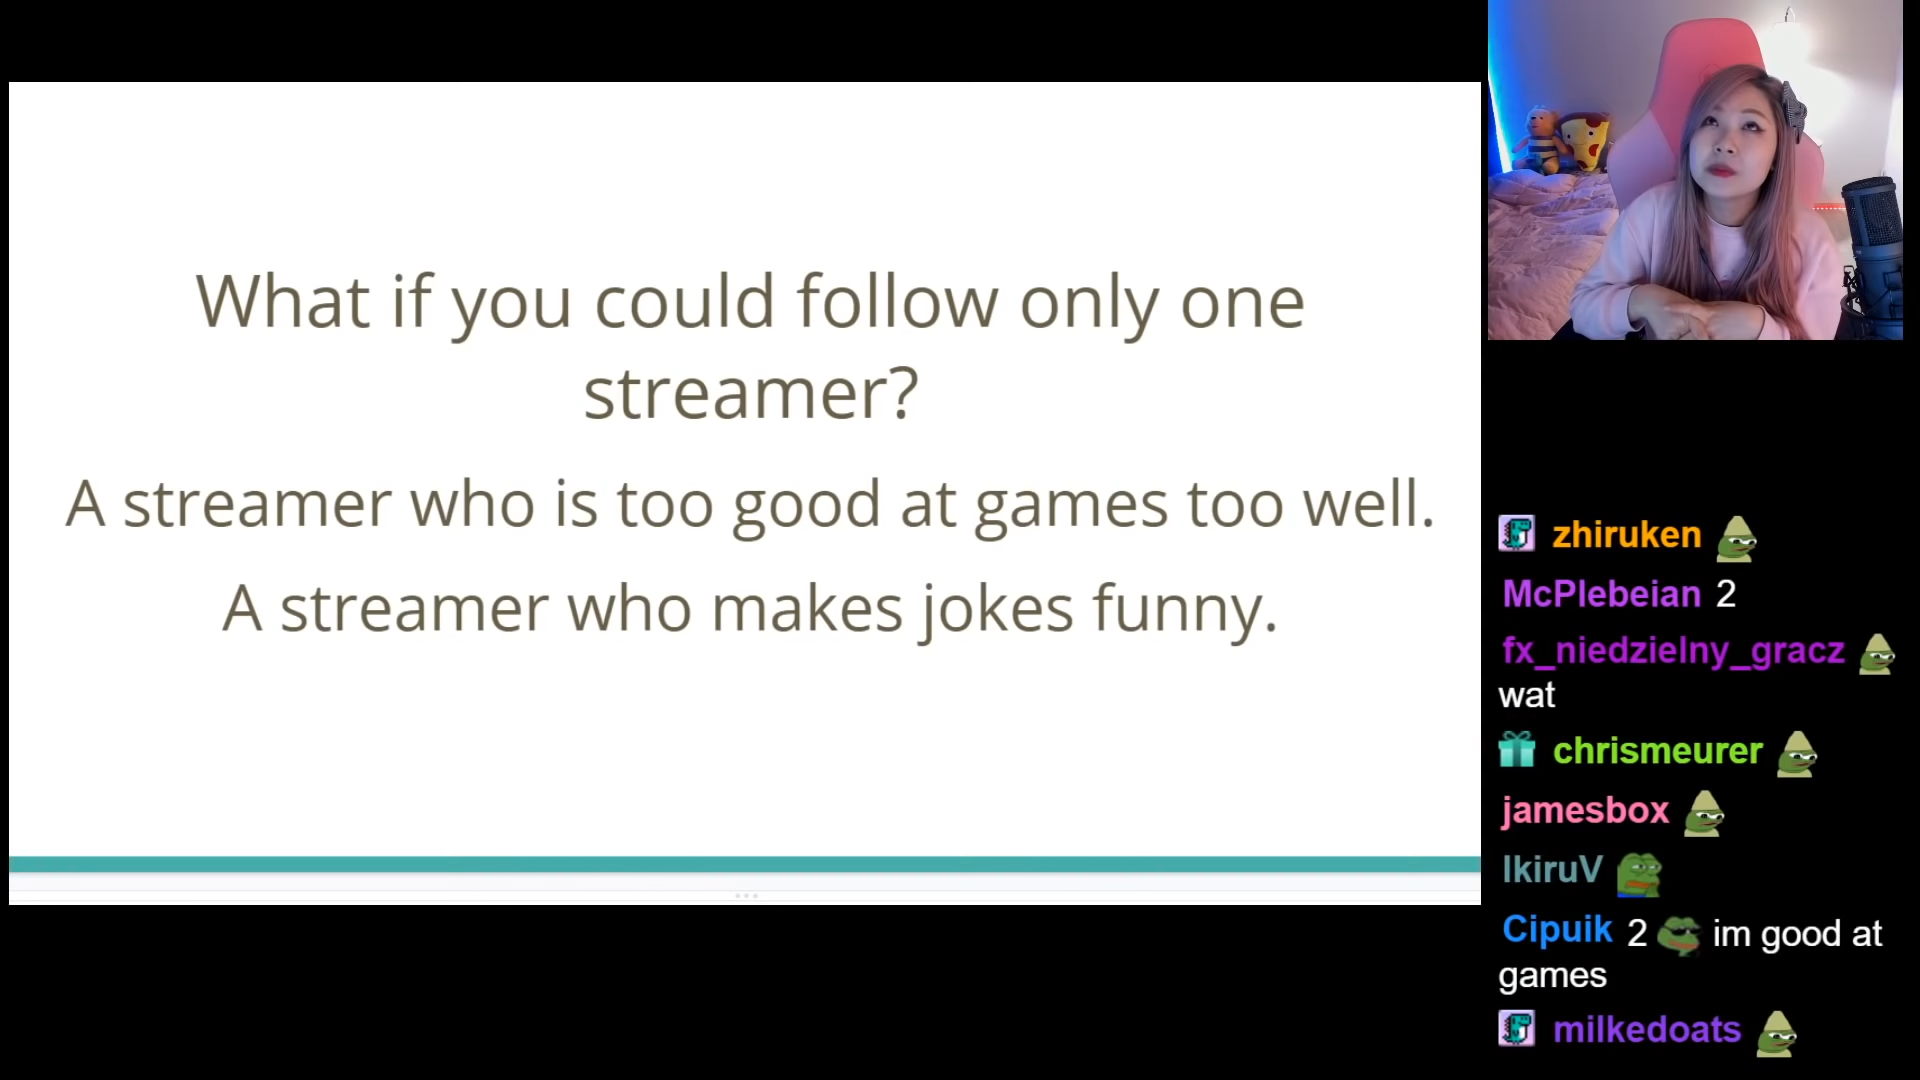 What if you could follow only one
streamer?
A streamer who is too good at games too well.
A streamer who makes jokes funny.
zhiruken
McPlebeian 2
fx_niedzielny_gracz
wat
chrismeurer
jamesbox
IkiruV
Cipuik 2 im good at
games
milkedoats